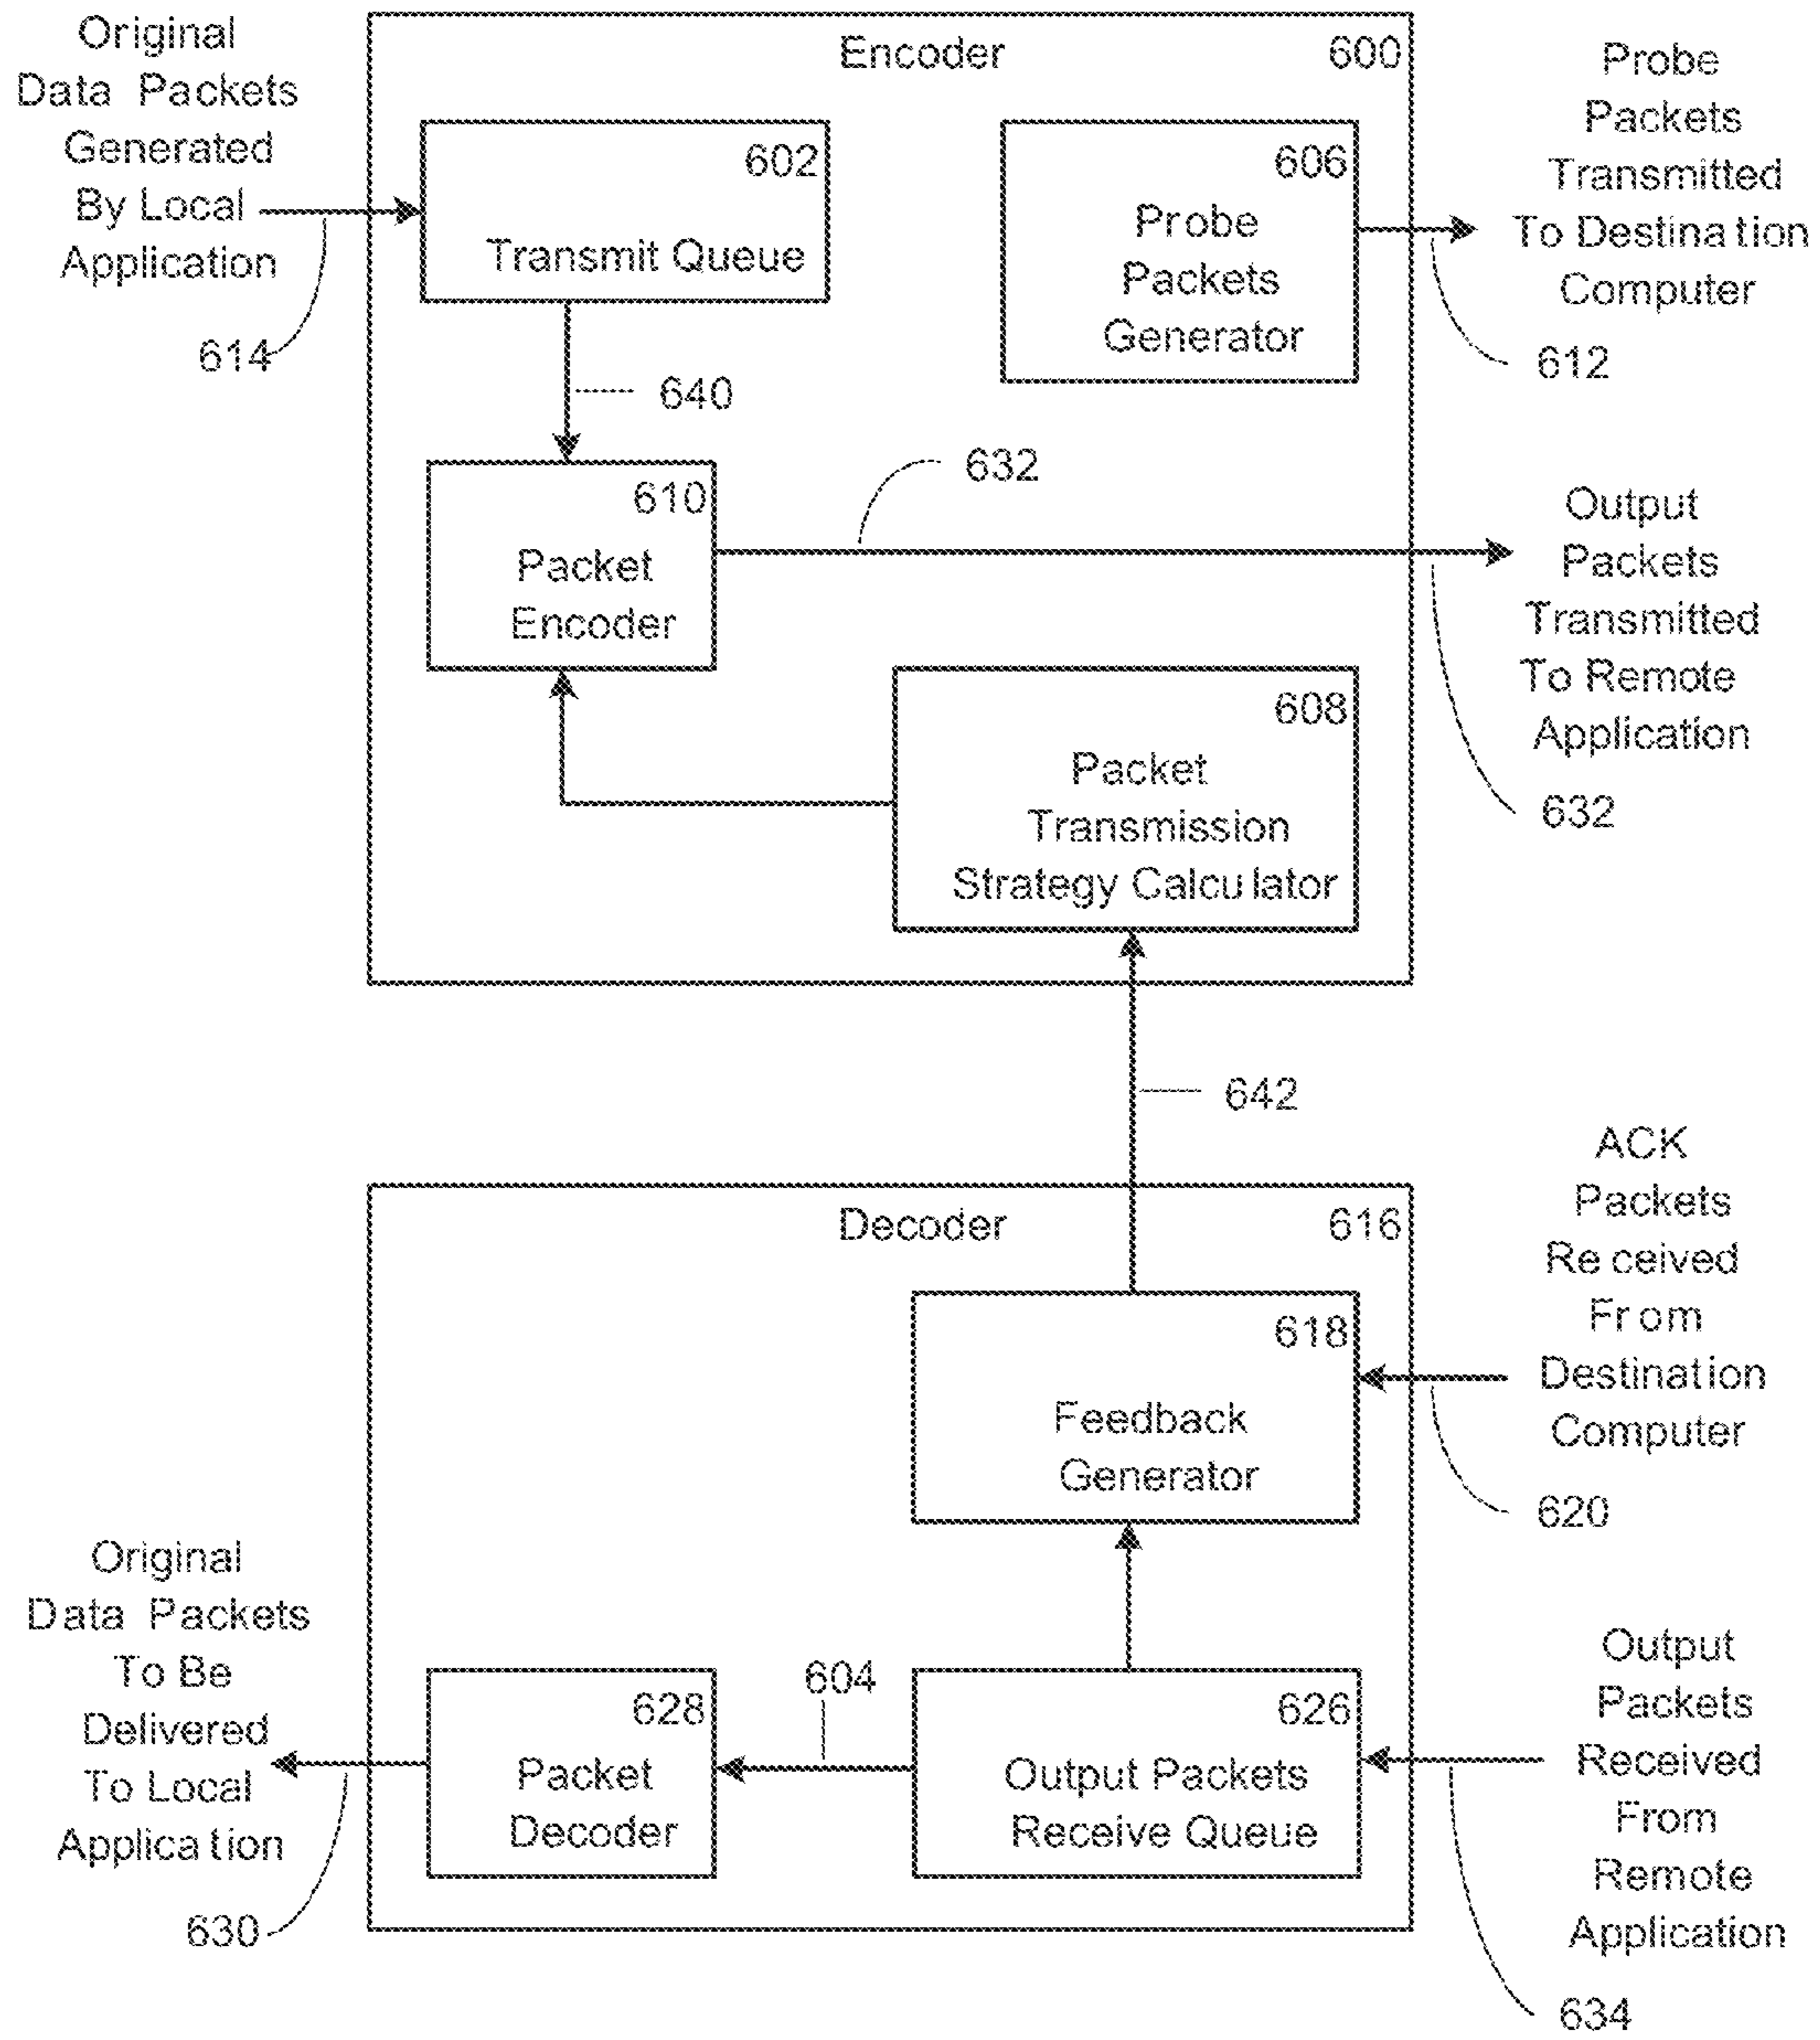 Original
Data Packets
Generated
By Local
Application
614
Encoder
600
602
Transmit Queue
606
Probe
Packets
Generator
Probe
Packets
Transmitted
To Destination
Computer
612
640
610
Packet
Encoder
632
Output
Packets
Transmitted
To Remote
Application
632
608
Packet
Transmission
Strategy Calculator
642
Decoder
616
618
Feedback
Generator
ACK
Packets
Received
From
Destination
Computer
620
Original
Data Packets
To Be
Delivered
To Local
Application
630
628
Packet
Decoder
604
626
Output Packets
Receive Queue
Output
Packets
Received
From
Remote
Application
634